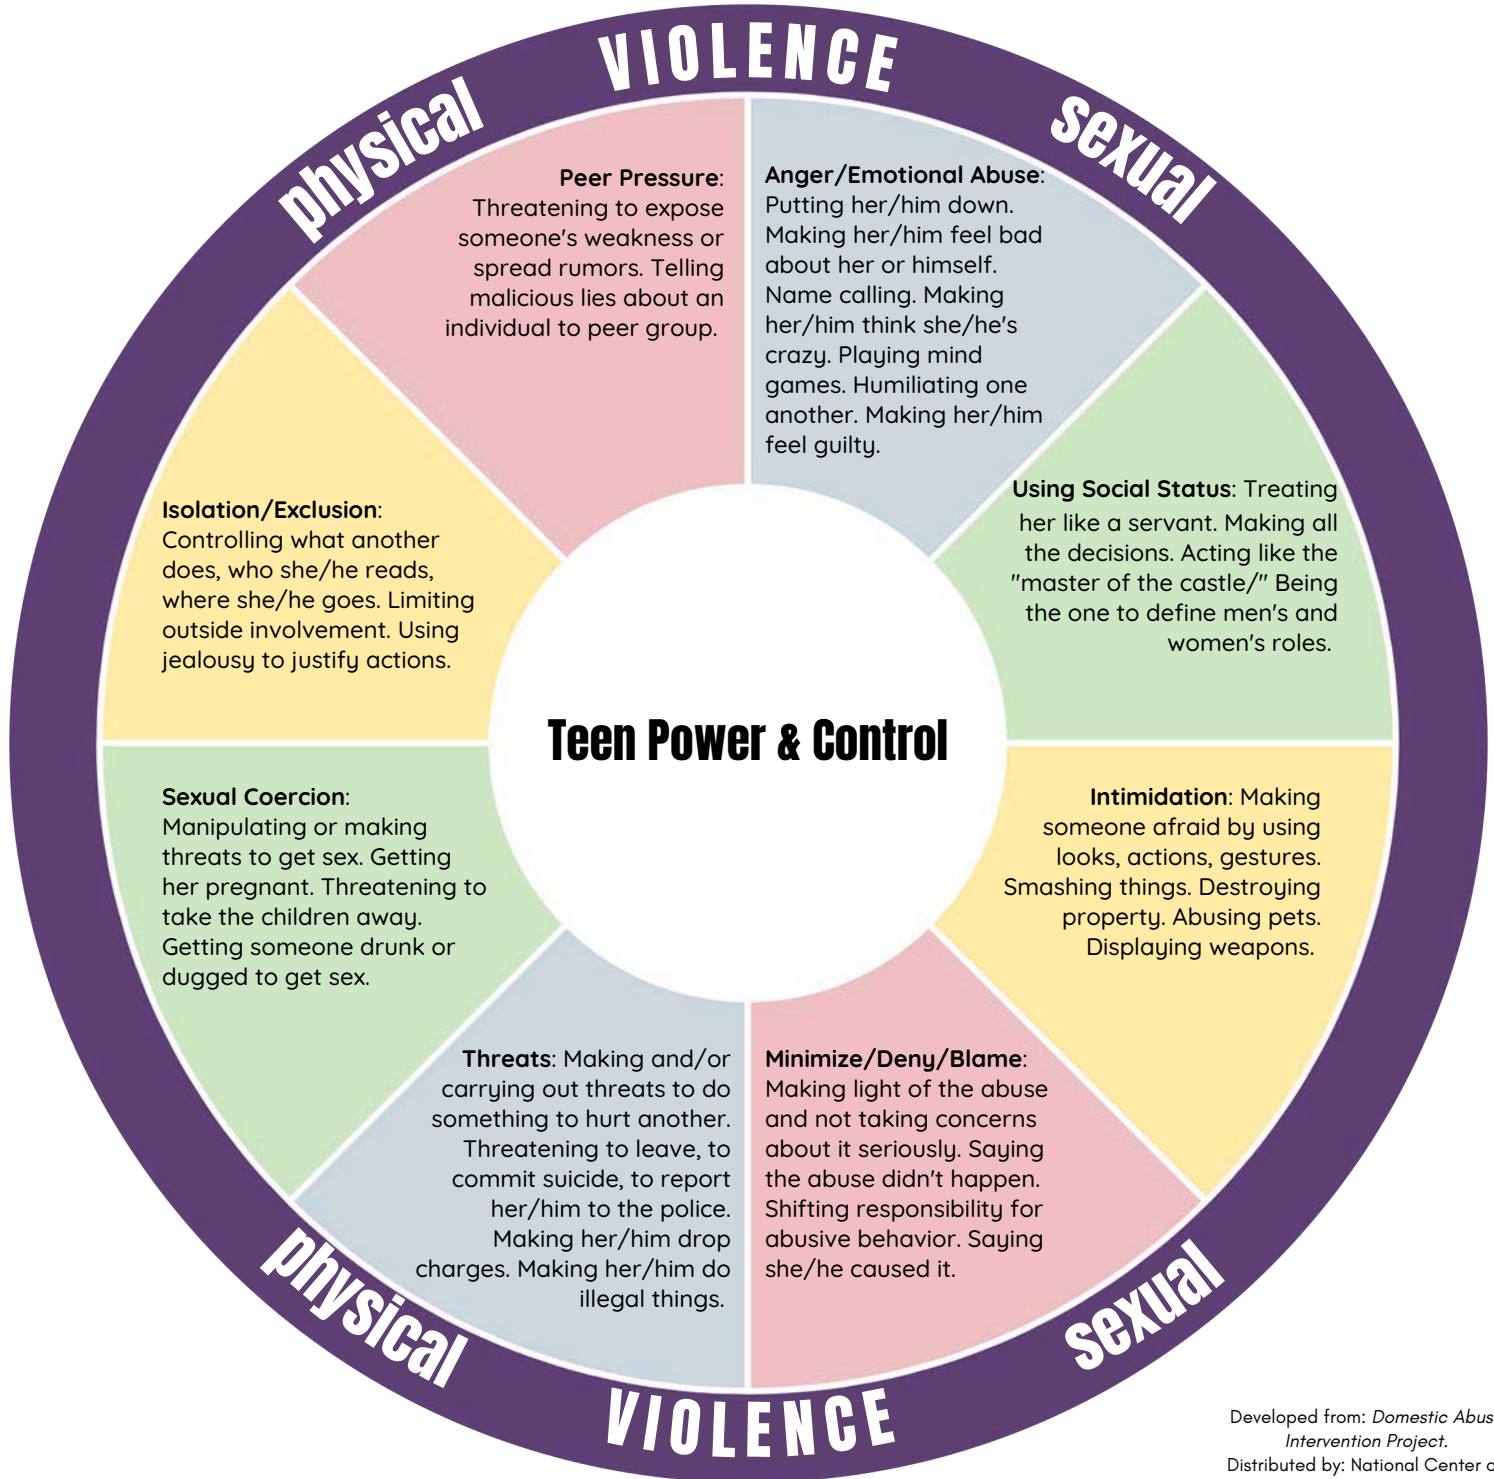 VIOLENCE
physical
sexual
Peer Pressure:
Threatening to expose
someone's weakness or
spread rumors. Telling
malicious lies about an
individual to peer group.
Anger/Emotional Abuse:
Putting her/him down.
Making her/him feel bad
about her or himself.
Name calling. Making
her/him think she/he's
crazy. Playing mind
games. Humiliating one
another. Making her/him
feel guilty.
Using Social Status: Treating
her like a servant. Making all
the decisions. Acting like the
"master of the castle/" Being
the one to define men's and
women's roles.
Isolation/Exclusion:
Controlling what another
does, who she/he reads,
where she/he goes. Limiting
outside involvement. Using
jealousy to justify actions.
Teen Power & Control
Sexual Coercion:
Manipulating or making
threats to get sex. Getting
her pregnant. Threatening to
take the children away.
Getting someone drunk or
dugged to get sex.
Intimidation: Making
someone afraid by using
looks, actions, gestures.
Smashing things. Destroying
property. Abusing pets.
Displaying weapons.
Threats: Making and/or
carrying out threats to do
something to hurt another.
Threatening to leave, to
commit suicide, to report
her/him to the police.
Making her/him drop
charges. Making her/him do
illegal things.
Minimize/Deny/Blame:
Making light of the abuse
and not taking concerns
about it seriously. Saying
the abuse didn't happen.
Shifting responsibility for
abusive behavior. Saying
she/he caused it.
physical
sexual
VIOLENCE
Developed from: Domestic Abus
Intervention Project.
Distributed by: National Center o